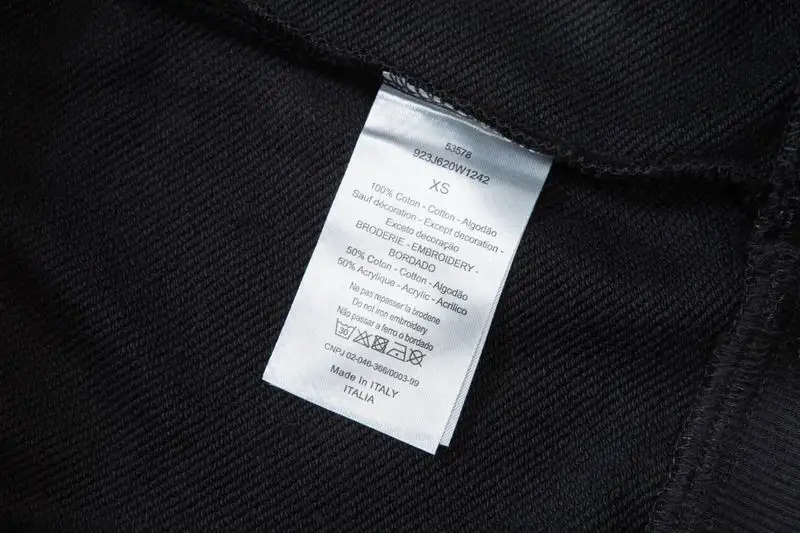 53578
923J620W1242
XS
100% Coton - Cotton - Algodão
Sauf décoration - Except decoration -
Exceto decoração
BRODERIE - EMBROIDERY -
BORDADO
50% Coton - Cotton - Algodão
50% Acrylique - Acrylic - Acrilico
Ne pas repasser la broderie
Do not iron embroidery
Não passar a ferro o bordado
30
CNPJ 02-046-366/0003-99
Made In ITALY
ITALIA